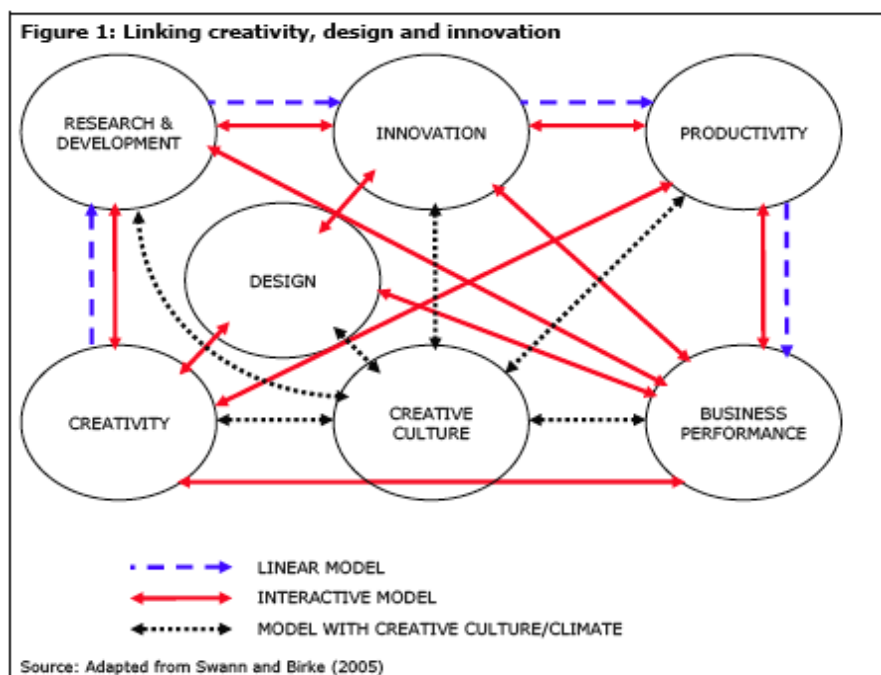 Figure 1: Linking creativity, design and innovation
RESEARCH &
DEVELOPMENT
INNOVATION
PRODUCTIVITY
DESIGN
CREATIVITY
CREATIVE
CULTURE
BUSINESS
PERFORMANCE
LINEAR MODEL
INTERACTIVE MODEL
MODEL WITH CREATIVE CULTURE/CLIMATE
Source: Adapted from Swann and Birke (2005)